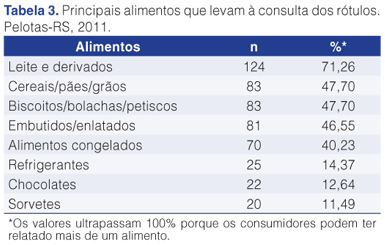 Tabela 3. Principais alimentos que levam à consulta dos rótulos.
Pelotas-RS, 2011.
Alimentos n %*
Leite e derivados 124 71,26
Cereais/pães/grãos 83 47,70
Biscoitos/bolachas/petiscos 83 47,70
Embutidos/enlatados 81 46,55
Alimentos congelados 70 40,23
Refrigerantes 25 14,37
Chocolates 22 12,64
Sorvetes 20 11,49
*Os valores ultrapassam 100% porque os consumidores podem ter
relatado mais de um alimento.